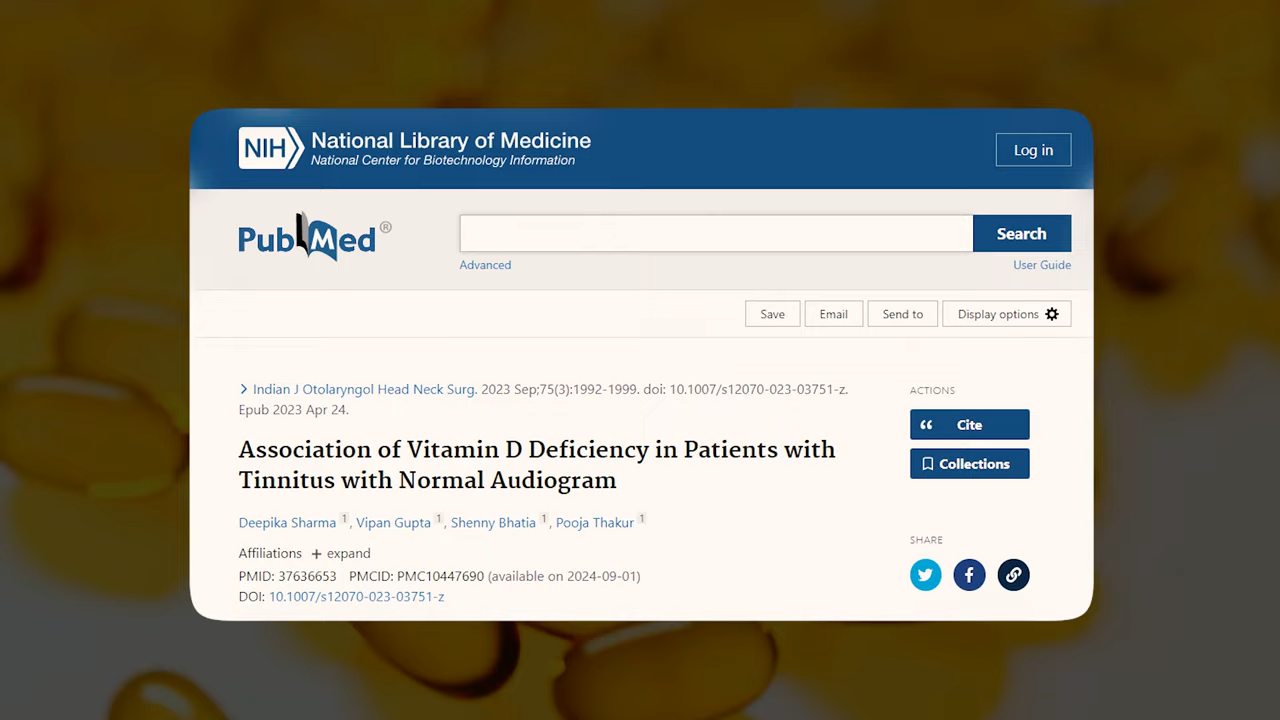 NIH National Library of Medicine
National Center for Biotechnology Information
Log in
PubMed®
Search
Advanced
User Guide
Save
Email
Send to
Display options
Indian J Otolaryngol Head Neck Surg. 2023 Sep;75(3):1992-1999. doi: 10.1007/s12070-023-03751-z.
Epub 2023 Apr 24.
Association of Vitamin D Deficiency in Patients with
Tinnitus with Normal Audiogram
Deepika Sharma 1, Vipan Gupta 1, Shenny Bhatia 1, Pooja Thakur 1
Affiliations + expand
PMID: 37636653 PMCID: PMC10447690 (available on 2024-09-01)
DOI: 10.1007/s12070-023-03751-z
ACTIONS
Cite
Collections
SHARE